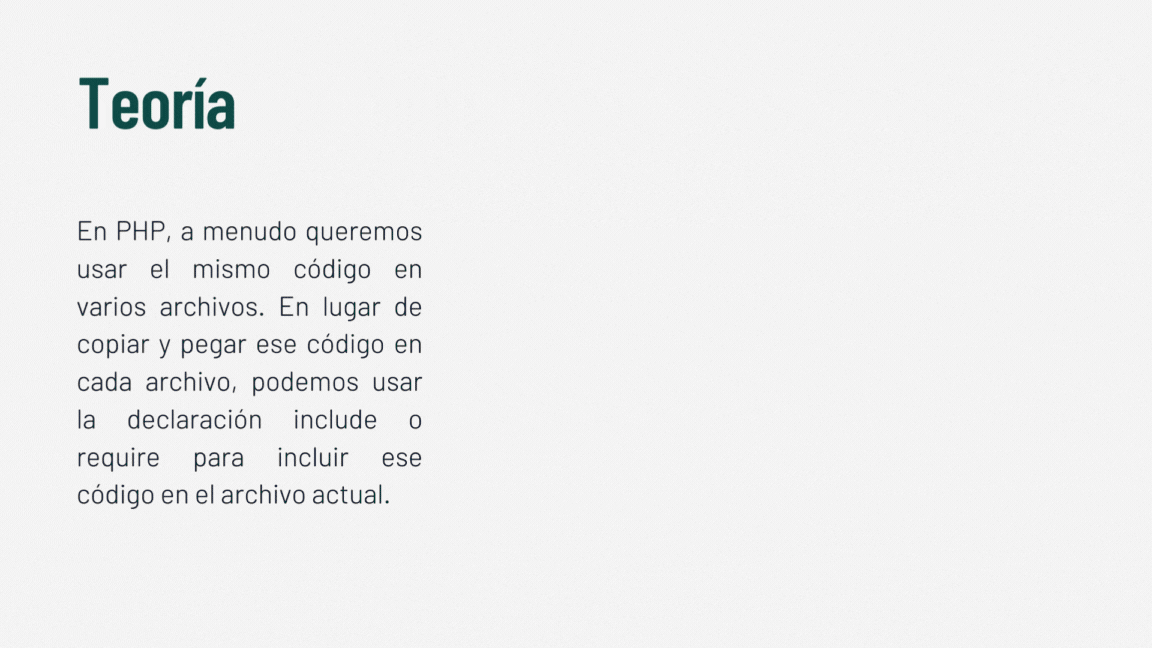 Teoría
En PHP, a menudo queremos
usar el mismo código en
varios archivos. En lugar de
copiar y pegar ese código en
cada archivo, podemos usar
la declaración include o
require para incluir ese
código en el archivo actual.